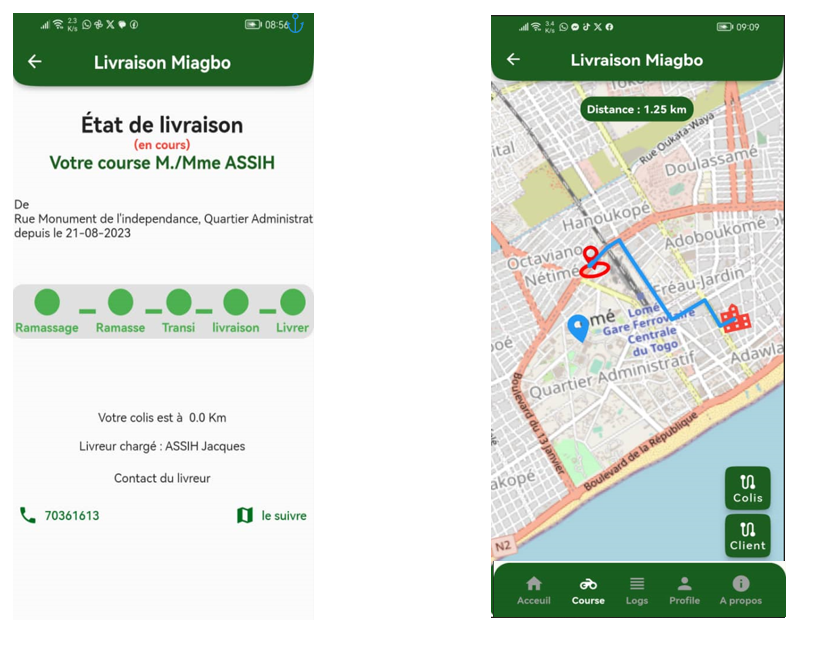 2.3
K/s
08:56
Livraison Miagbo
État de livraison
(en cours)
Votre course M./Mme ASSIH
De
Rue Monument de l'independance, Quartier Administrat
depuis le 21-08-2023
Ramassage Ramasse Transi livraison Livrer
Votre colis est à 0.0 Km
Livreur chargé : ASSIH Jacques
Contact du livreur
70361613
le suivre
3.4
K/s
09:09
Livraison Miagbo
Distance : 1.25 km
Rue Oukata-Waya
ital
Doulassamé
Hanoukopé
Adoboukomé
Octaviano
Nétimé
Fréau-Jardin
Lomé
Gare Ferroviaire
Centrale
du Togo
mé
poé
Adawla
Quartier Administratif
Boulevard du 13 Janvier
Boulevard de la République
akopé
N2
Colis
Client
Acceuil Course Logs Profile A propos